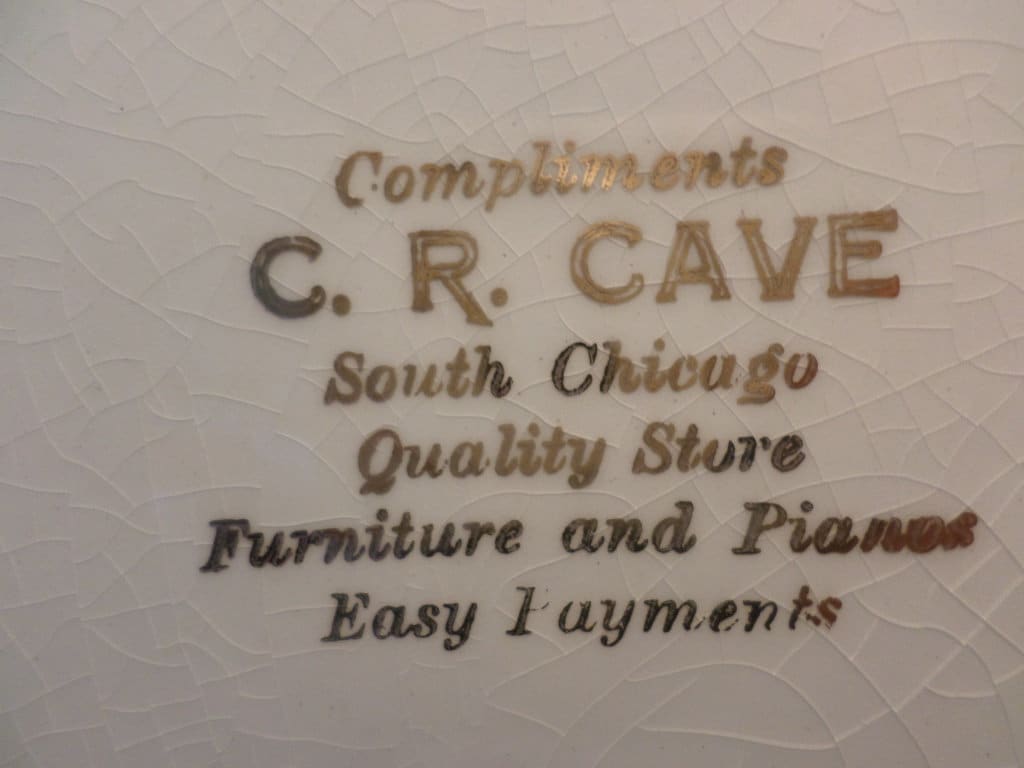 Compliments
C. R. CAVE
South Chicago
Quality Store
Furniture and Pianos
Easy Payments